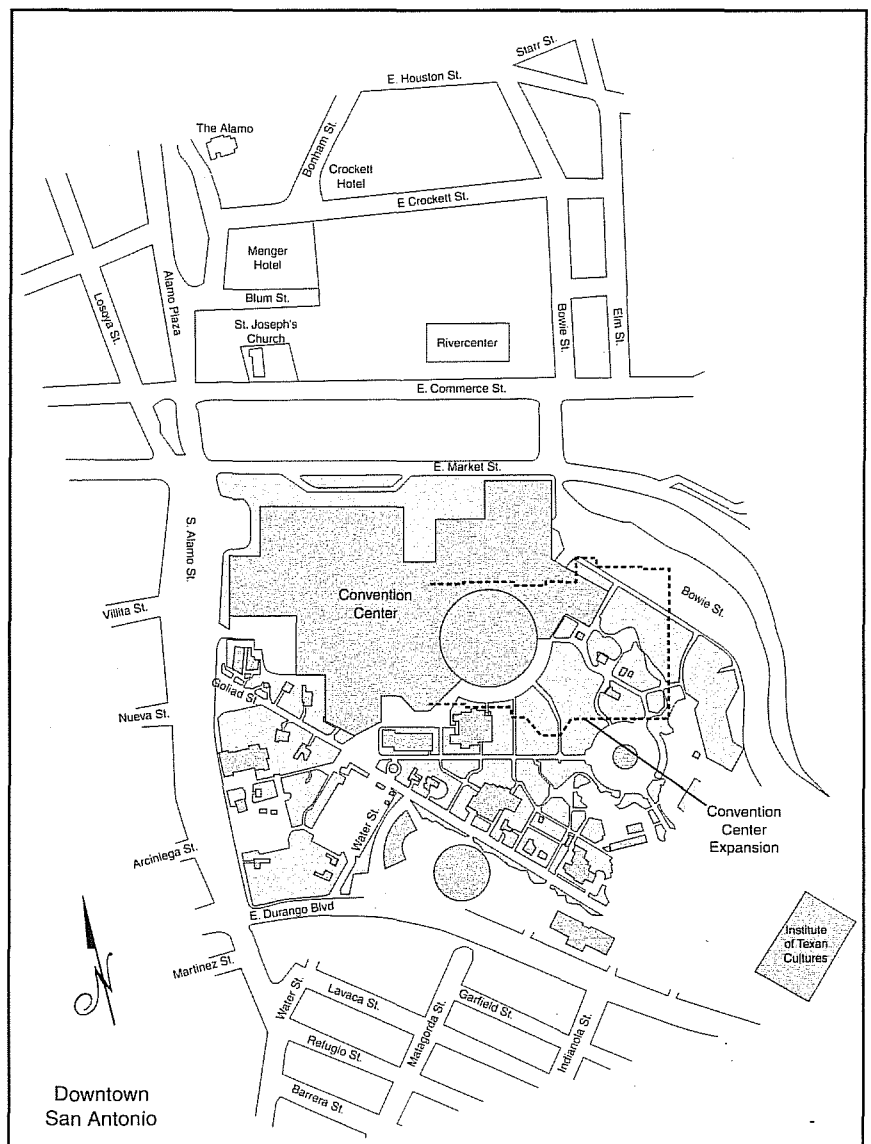 Starr St.
E. Houston St.
The Alamo
Bonham St.
Crockett
Hotel
E Crockett St.
Menger
Hotel
Alamo Plaza
Losoya St.
Blum St.
St. Joseph's
Church
Rivercenter
Bowie St.
Elm St.
E. Commerce St.
E. Market St.
S. Alamo St.
Convention
Center
Bowie St.
Villita St.
Goliad St.
Nueva St.
Water St.
Convention
Center
Expansion
Arciniega St.
E. Durango Blvd
Institute
of Texan
Cultures
Martinez St.
N
Water St.
Lavaca St.
Garfield St.
Matagorda St.
Indianola St.
Refugio St.
Barrera St.
Downtown
San Antonio